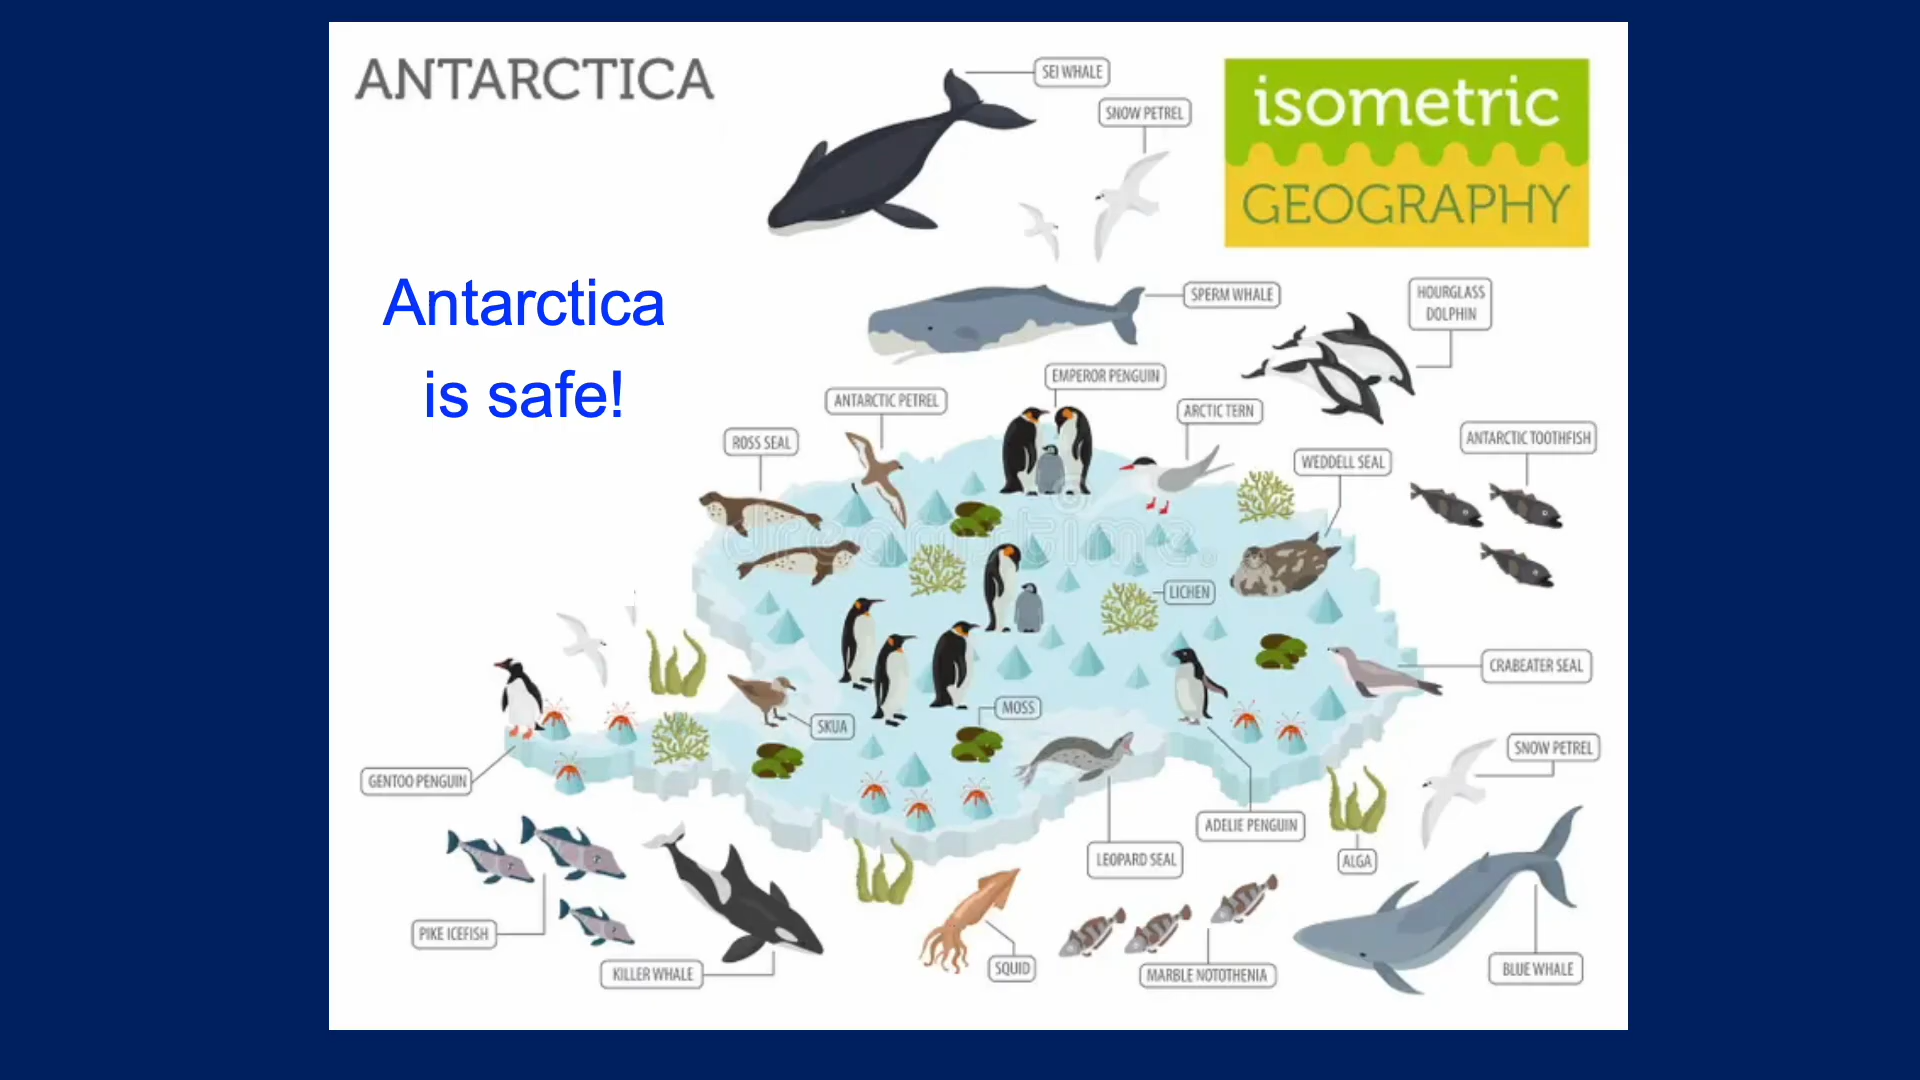 ANTARCTICA
SEI WHALE
SNOW PETREL
isometric
GEOGRAPHY
Antarctica
is safe!
SPERM WHALE
HOURGLASS
DOLPHIN
EMPEROR PENGUIN
ANTARCTIC PETREL
ARCTIC TERN
ROSS SEAL
WEDDELL SEAL
ANTARCTIC TOOTHFISH
dreamstime.
LICHEN
CRABEATER SEAL
MOSS
SKUA
SNOW PETREL
GENTOO PENGUIN
ADELIE PENGUIN
LEOPARD SEAL
ALGA
PIKE ICEFISH
KILLER WHALE
SQUID
MARBLE NOTOTHENIA
BLUE WHALE